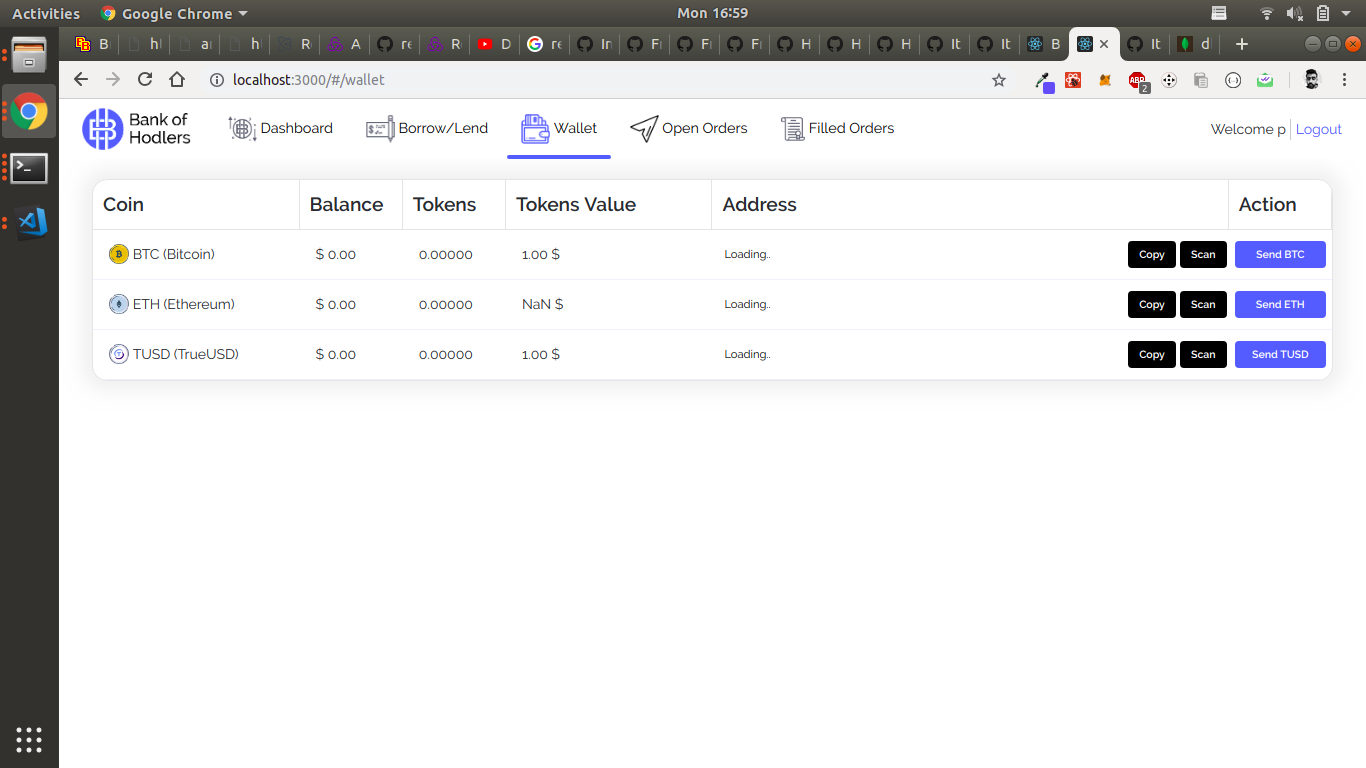 Activities Google Chrome Mon 16:59
B hi ai hi R A re R D re In Fi Fi Fi H H H It It B It d
localhost:3000/#/wallet 2
Bank of
Hodlers
Dashboard Borrow/Lend Wallet Open Orders Filled Orders Welcome p Logout
Coin Balance Tokens Tokens Value Address Action
BTC (Bitcoin) $ 0.00 0.00000 1.00 $ Loading.. Copy Scan Send BTC
ETH (Ethereum) $ 0.00 0.00000 NaN $ Loading.. Copy Scan Send ETH
TUSD (TrueUSD) $ 0.00 0.00000 1.00 $ Loading.. Copy Scan Send TUSD